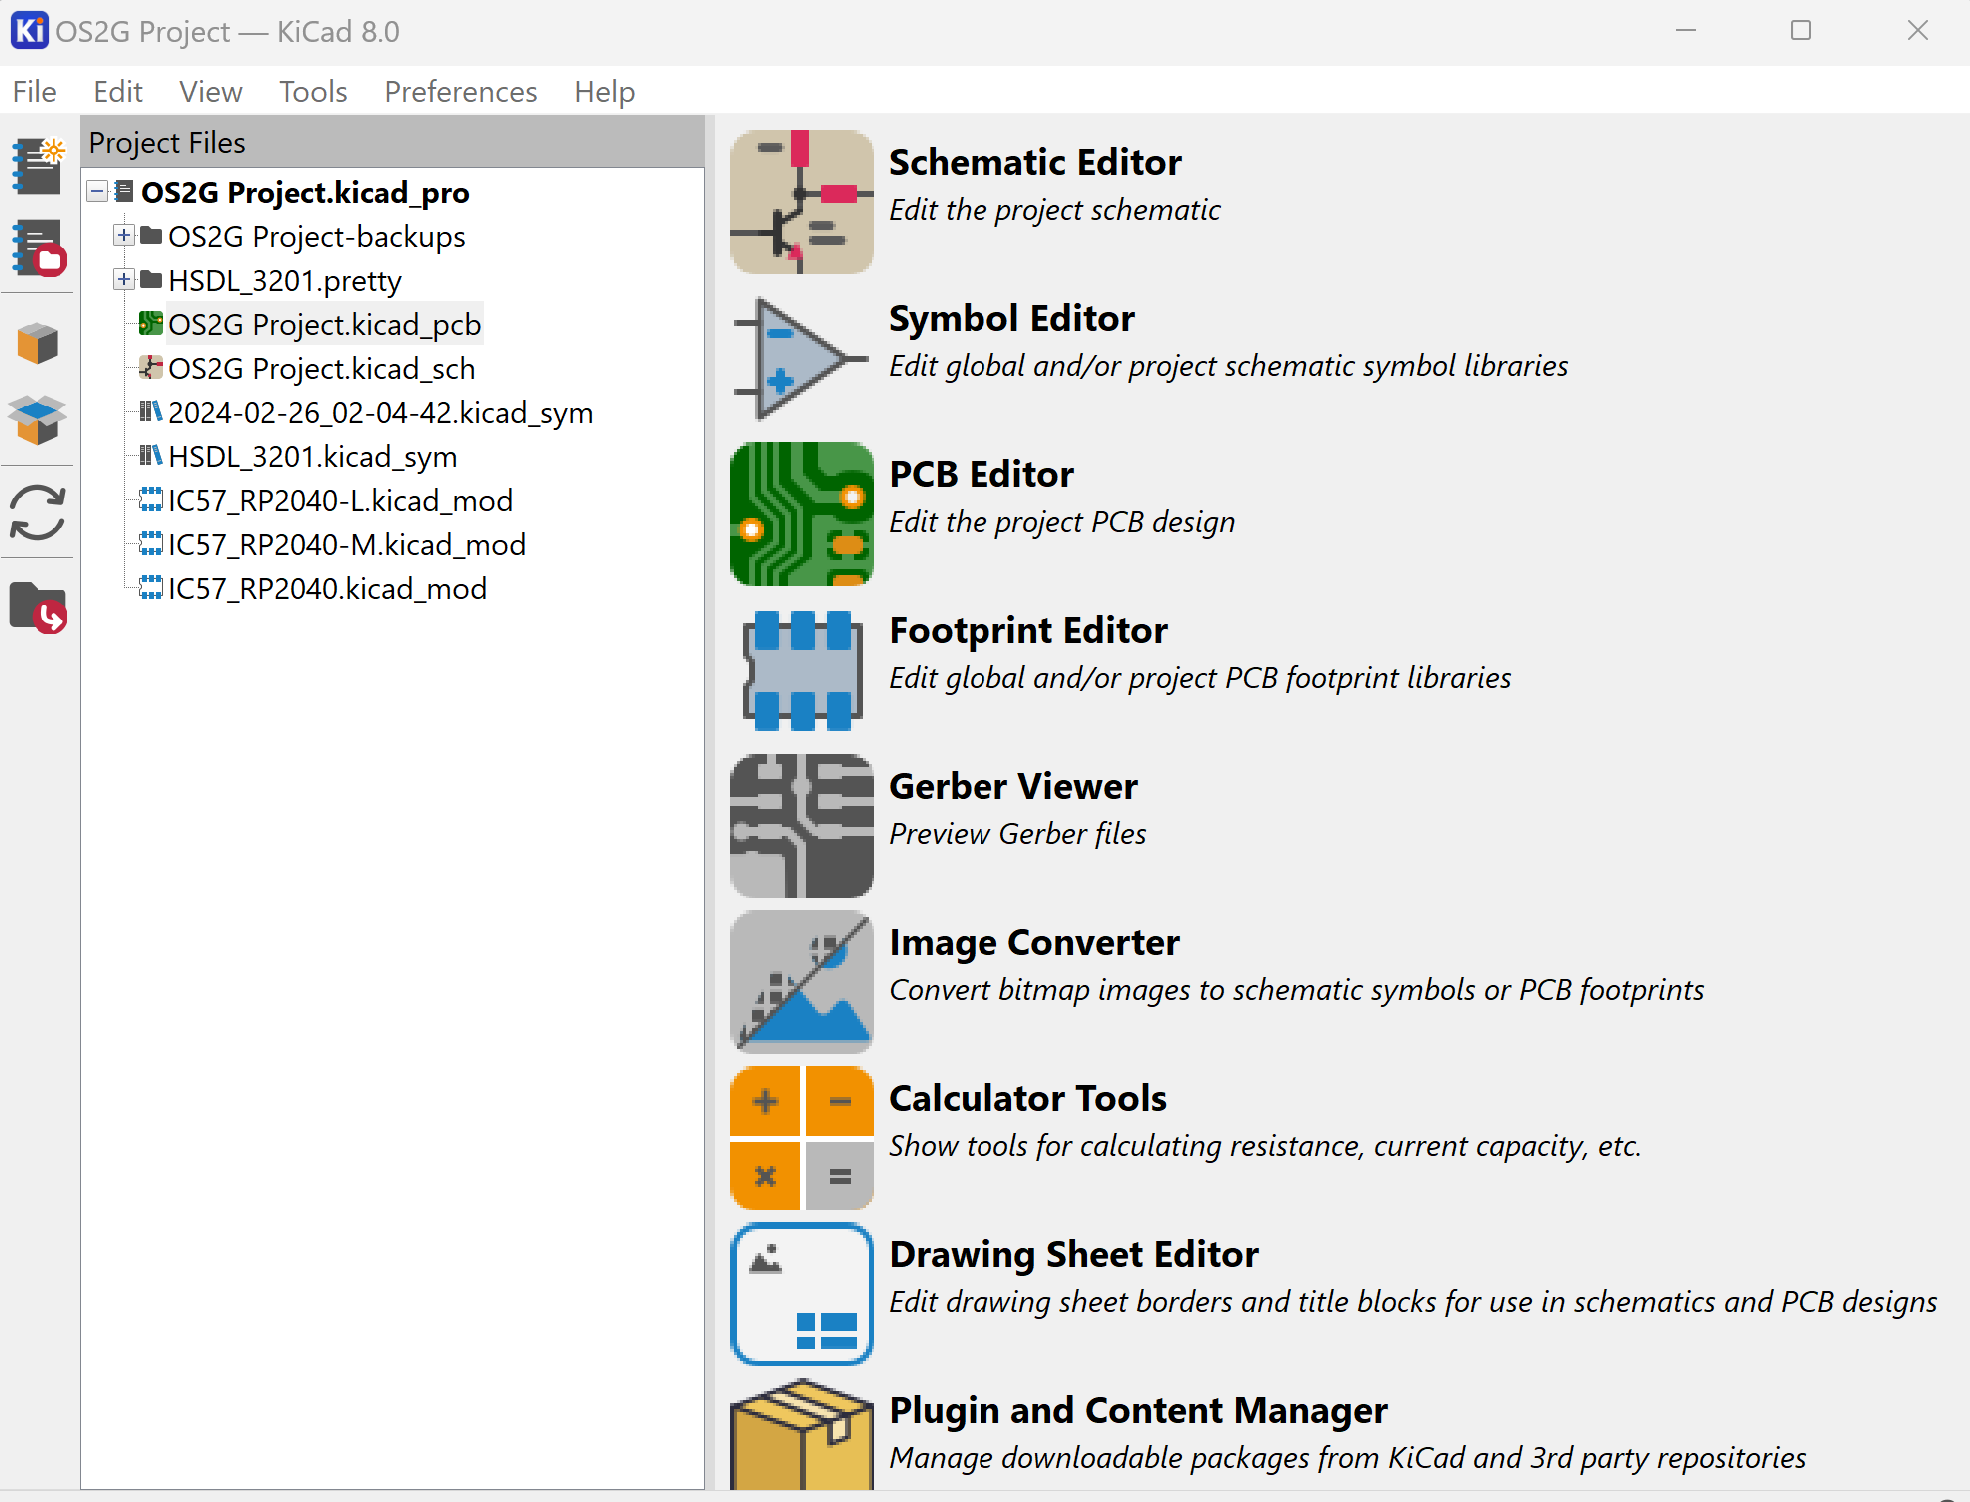 Ki OS2G Project — KiCad 8.0
File Edit View Tools Preferences Help
Project Files
OS2G Project.kicad_pro
OS2G Project-backups
HSDL_3201.pretty
OS2G Project.kicad_pcb
OS2G Project.kicad_sch
2024-02-26_02-04-42.kicad_sym
HSDL_3201.kicad_sym
IC57_RP2040-L.kicad_mod
IC57_RP2040-M.kicad_mod
IC57_RP2040.kicad_mod
Schematic Editor
Edit the project schematic
Symbol Editor
Edit global and/or project schematic symbol libraries
PCB Editor
Edit the project PCB design
Footprint Editor
Edit global and/or project PCB footprint libraries
Gerber Viewer
Preview Gerber files
Image Converter
Convert bitmap images to schematic symbols or PCB footprints
Calculator Tools
Show tools for calculating resistance, current capacity, etc.
Drawing Sheet Editor
Edit drawing sheet borders and title blocks for use in schematics and PCB designs
Plugin and Content Manager
Manage downloadable packages from KiCad and 3rd party repositories